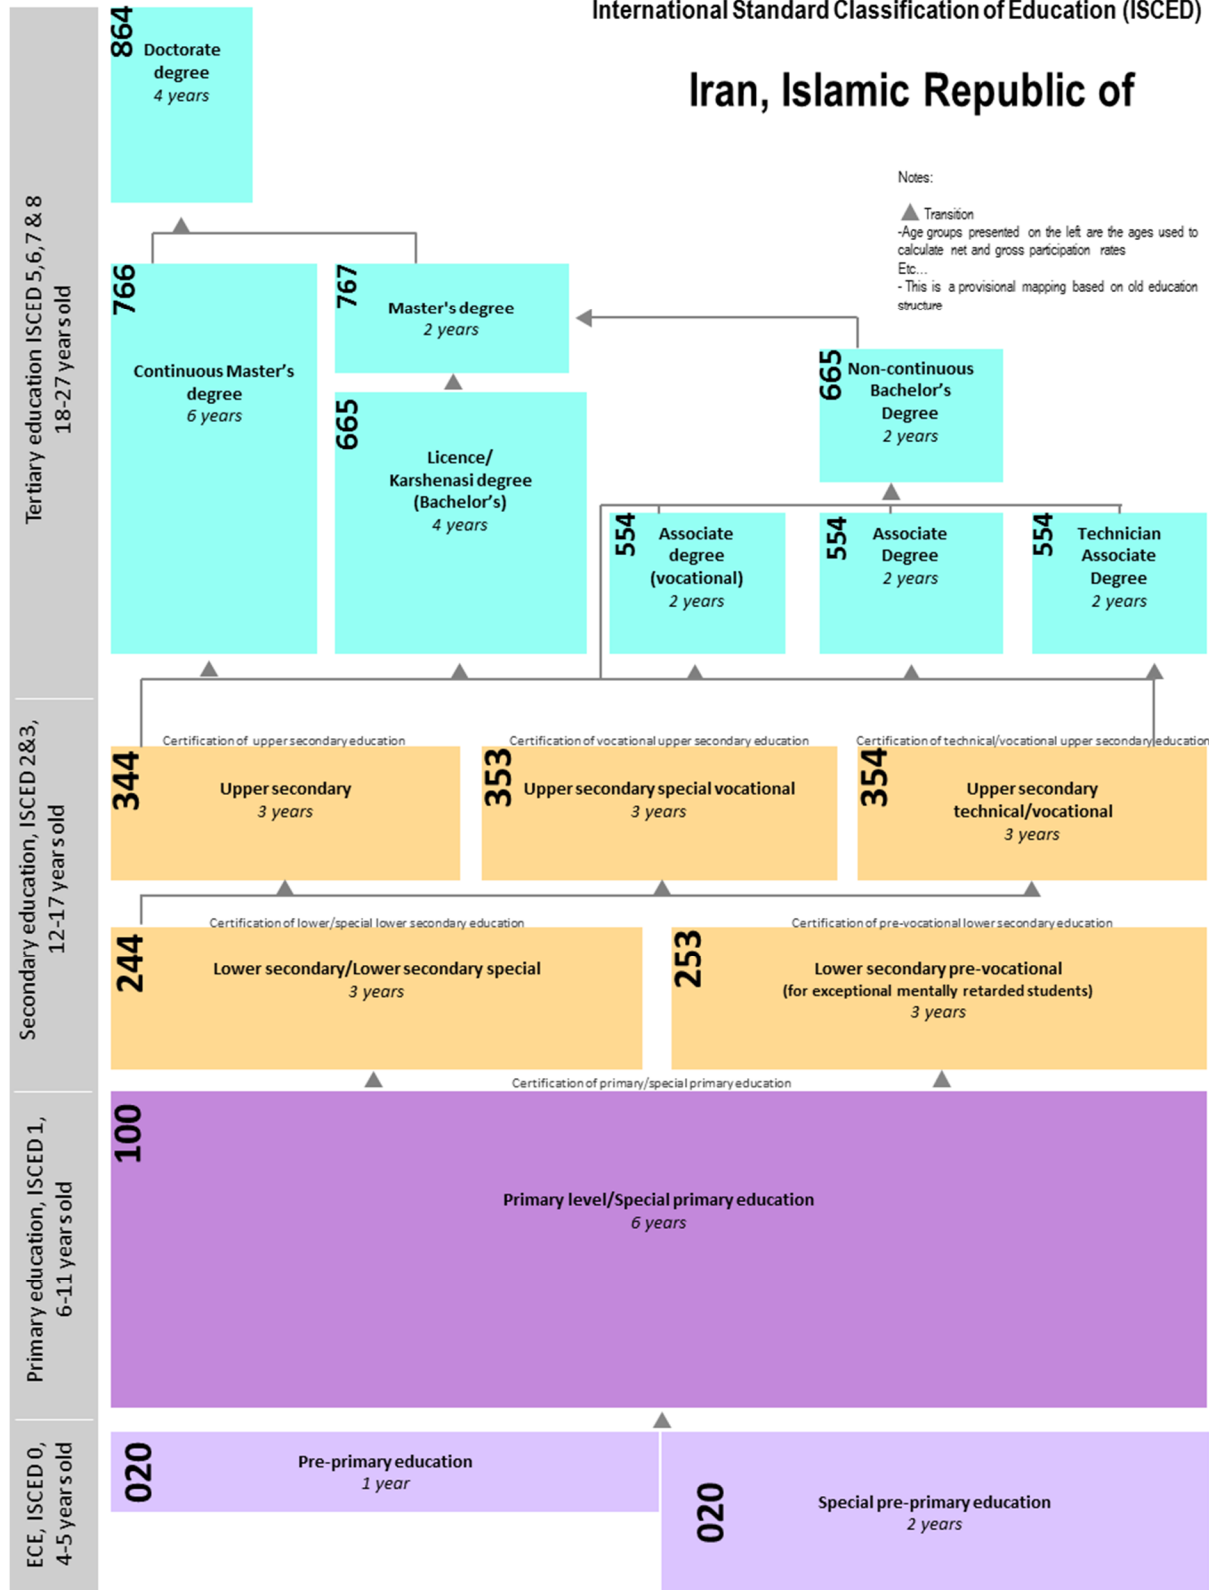 International Standard Classification of Education (ISCED)
Iran, Islamic Republic of
Notes:
Transition
-Age groups presented on the left are the ages used to
calculate net and gross participation rates
Etc...
- This is a provisional mapping based on old education
structure
Tertiary education ISCED 5,6,7 & 8
18-27 years old
864
Doctorate
degree
4 years
766
Continuous Master's
degree
6 years
767
Master's degree
2 years
665
Licence/
Karshenasi degree
(Bachelor's)
4 years
665
Non-continuous
Bachelor's
Degree
2 years
554
Associate
degree
(vocational)
2 years
554
Associate
Degree
2 years
554
Technician
Associate
Degree
2 years
Secondary education, ISCED 2&3,
12-17 years old
Certification of upper secondary education
344
Upper secondary
3 years
Certification of vocational upper secondary education
353
Upper secondary special vocational
3 years
Certification of technical/vocational upper secondary education
354
Upper secondary
technical/vocational
3 years
Certification of lower/special lower secondary education
244
Lower secondary/Lower secondary special
3 years
Certification of pre-vocational lower secondary education
253
Lower secondary pre-vocational
(for exceptional mentally retarded students)
3 years
Primary education, ISCED 1,
6-11 years old
Certification of primary/special primary education
100
Primary level/Special primary education
6 years
ECE, ISCED 0,
4-5 years old
020
Pre-primary education
1 year
020
Special pre-primary education
2 years